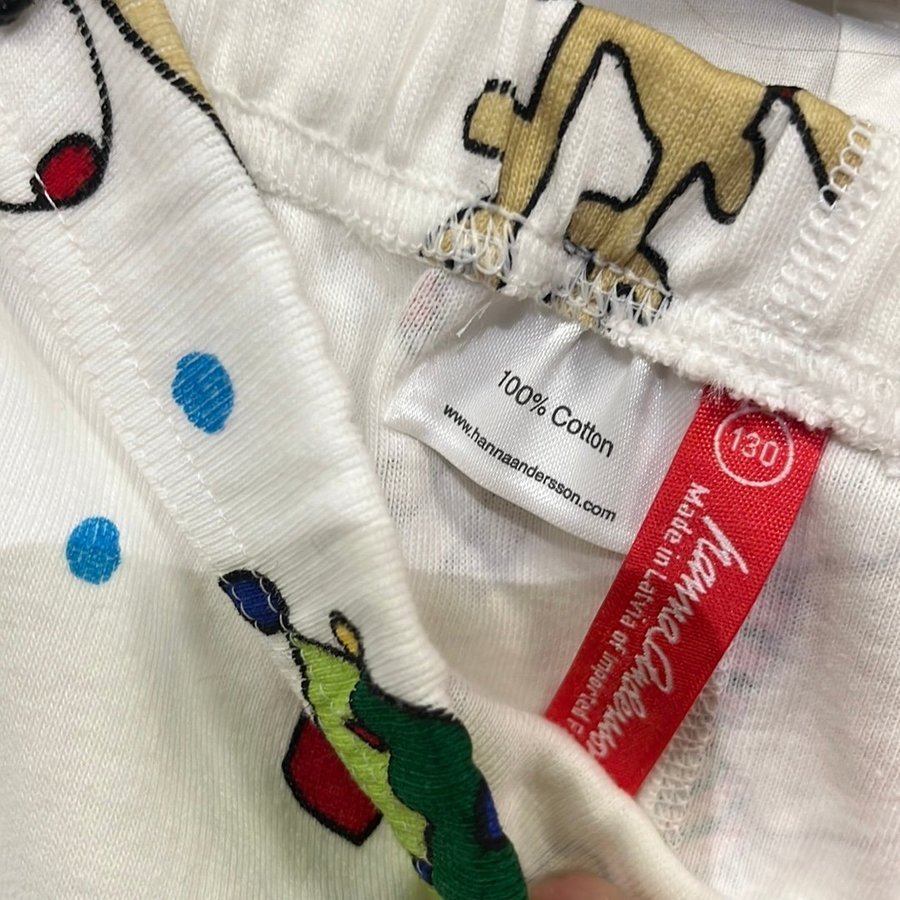 100% Cotton
www.hannaandersson.com
130
hanna Andersson
Made in Latvia of Imported